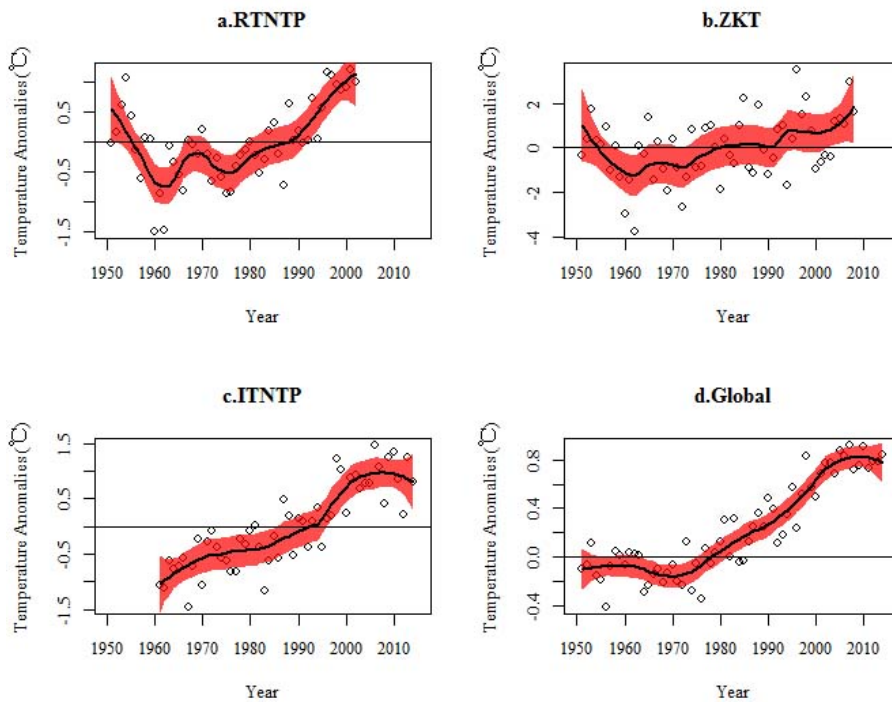 a.RTNTP
Temperature Anomalies(℃)
0.5
-0.5
-1.5
1950 1960 1970 1980 1990 2000 2010
Year
b.ZKT
Temperature Anomalies(℃)
2
0
-2
-4
1950 1960 1970 1980 1990 2000 2010
Year
c.ITNTP
Temperature Anomalies(℃)
1.5
0.5
-0.5
-1.5
1950 1960 1970 1980 1990 2000 2010
Year
d.Global
Temperature Anomalies(℃)
0.8
0.4
0.0
-0.4
1950 1960 1970 1980 1990 2000 2010
Year